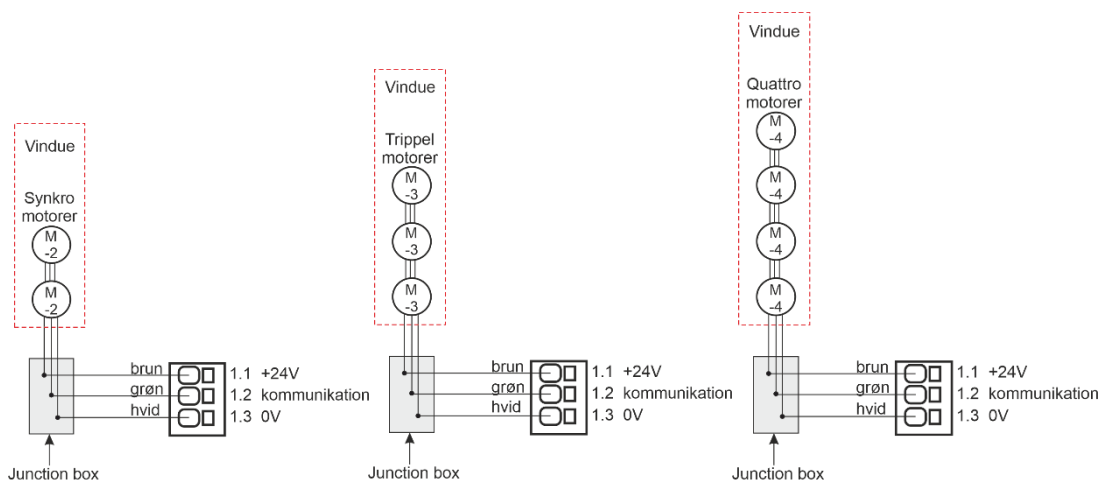 Vindue
Synkro
motorer
M
-2
M
-2
brun
1.1 +24V
grøn
1.2 kommunikation
hvid
1.3 0V
Junction box
Vindue
Trippel
motorer
M
-3
M
-3
M
-3
brun
1.1 +24V
grøn
1.2 kommunikation
hvid
1.3 0V
Junction box
Vindue
Quattro
motorer
M
-4
M
-4
M
-4
M
-4
brun
1.1 +24V
grøn
1.2 kommunikation
hvid
1.3 0V
Junction box